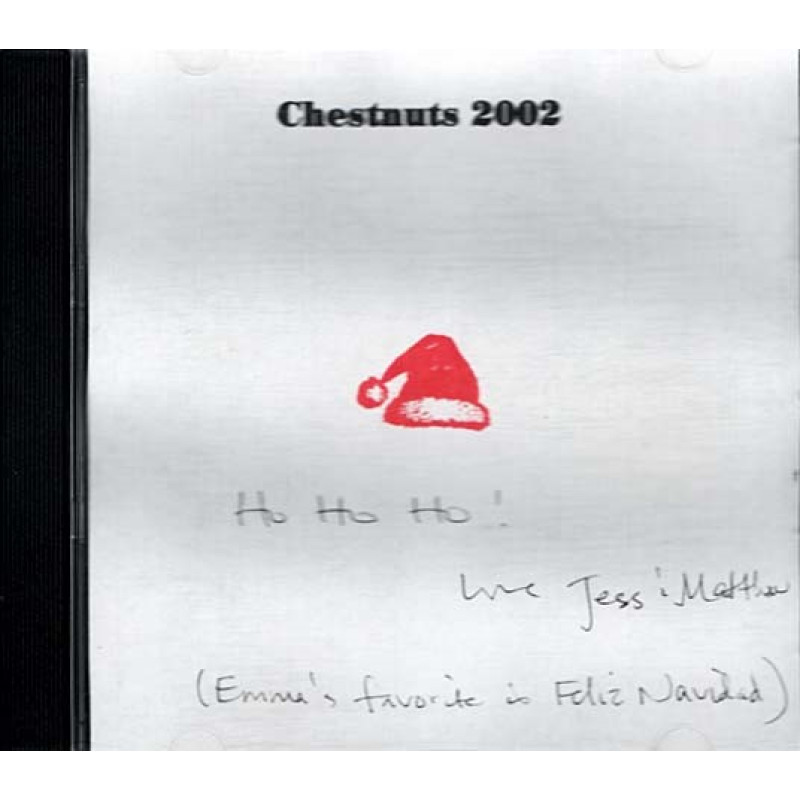 Chestnuts 2002
Ho Ho Ho!
Love Jess & Matthew
(Emma's favorite is Feliz Navidad)